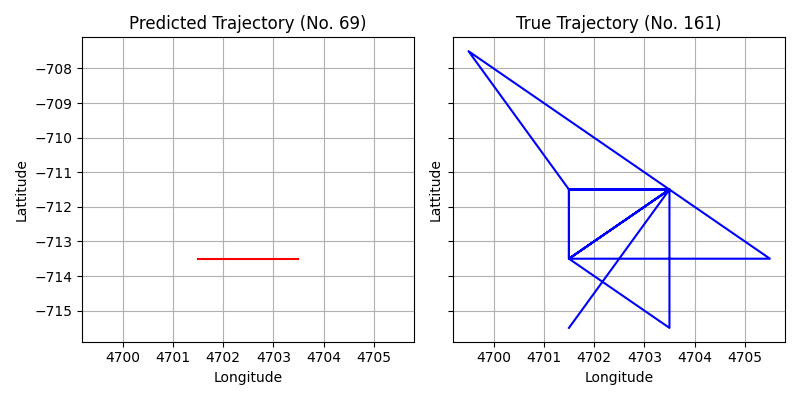 Predicted Trajectory (No. 69)
True Trajectory (No. 161)
Lattitude
−708
−709
−710
−711
−712
−713
−714
−715
4700 4701 4702 4703 4704 4705
Longitude
Lattitude
4700 4701 4702 4703 4704 4705
Longitude